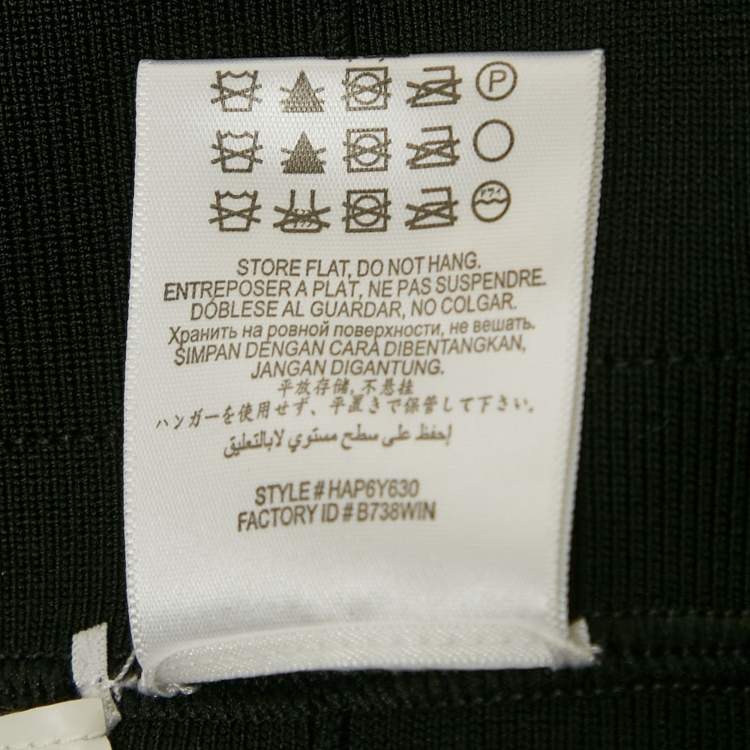 P
ドライ
STORE FLAT, DO NOT HANG.
ENTREPOSER A PLAT, NE PAS SUSPENDRE.
DÓBLESE AL GUARDAR, NO COLGAR.
Хранить на ровной поверхности, не вешать.
SIMPAN DENGAN CARA DIBENTANGKAN,
JANGAN DIGANTUNG.
平放存储,不悬挂
ハンガーを使用せず、平置きで保管して下さい。
إحفظ على سطح مستوي لابالتعليق
STYLE # HAP6Y630
FACTORY ID # B738WIN